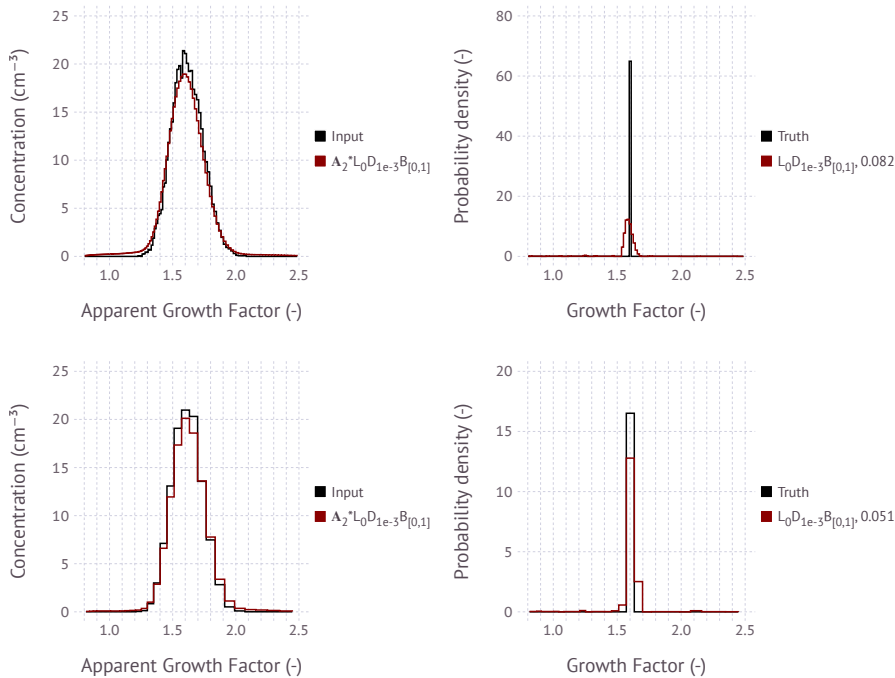 Concentration (cm⁻³)
25
20
15
10
5
0
1.0 1.5 2.0 2.5
Apparent Growth Factor (-)
Input
A₂*L₀D₁ₑ₋₃B[0,1]
Probability density (-)
80
60
40
20
0
1.0 1.5 2.0 2.5
Growth Factor (-)
Truth
L₀D₁ₑ₋₃B[0,1], 0.082
Concentration (cm⁻³)
25
20
15
10
5
0
1.0 1.5 2.0 2.5
Apparent Growth Factor (-)
Input
A₂*L₀D₁ₑ₋₃B[0,1]
Probability density (-)
20
15
10
5
0
1.0 1.5 2.0 2.5
Growth Factor (-)
Truth
L₀D₁ₑ₋₃B[0,1], 0.051